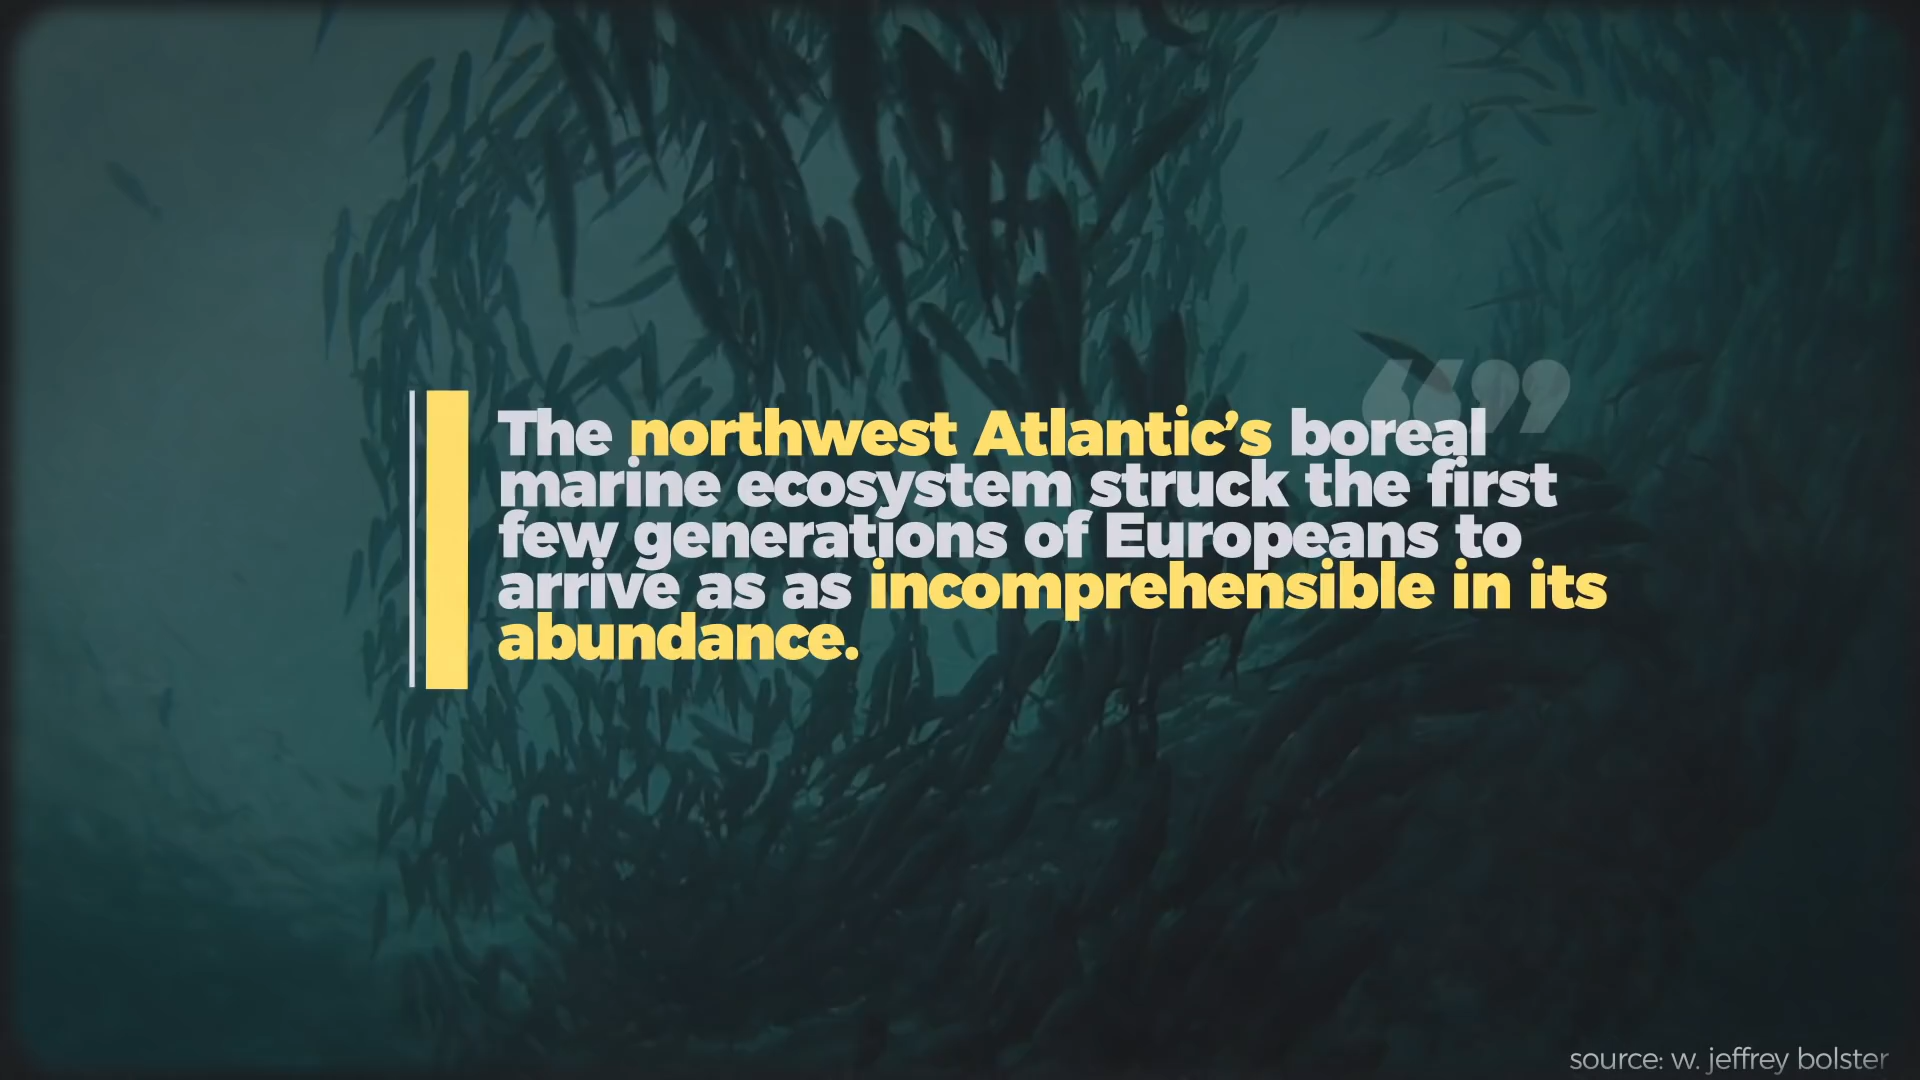 The northwest Atlantic’s boreal
marine ecosystem struck the first
few generations of Europeans to
arrive as as incomprehensible in its
abundance.
source: w. jeffrey bolster